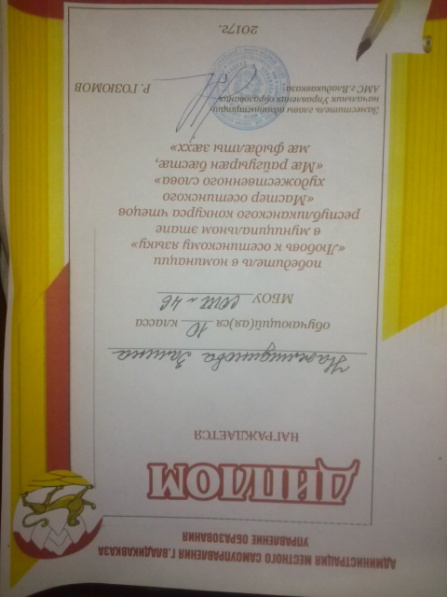 АДМИНИСТРАЦИЯ МЕСТНОГО САМОУПРАВЛЕНИЯ Г.ВЛАДИКАВКАЗА
УПРАВЛЕНИЕ ОБРАЗОВАНИЯ
ДИПЛОМ
НАГРАЖДАЕТСЯ
Залина
обучающий(ая)ся 10 класса
МБОУ СОШ № 46
победитель в номинации
«Любовь к осетинскому языку»
в муниципальном этапе
республиканского конкурса чтецов
«Мастер осетинского
художественного слова»
«Мæ райгуырæн бæстæ,
мæ фыдæлты зæхх»
Заместитель главы администрации-
начальник Управления образования
АМС г.Владикавказа
Р. ГОЗЮМОВ
2017г.